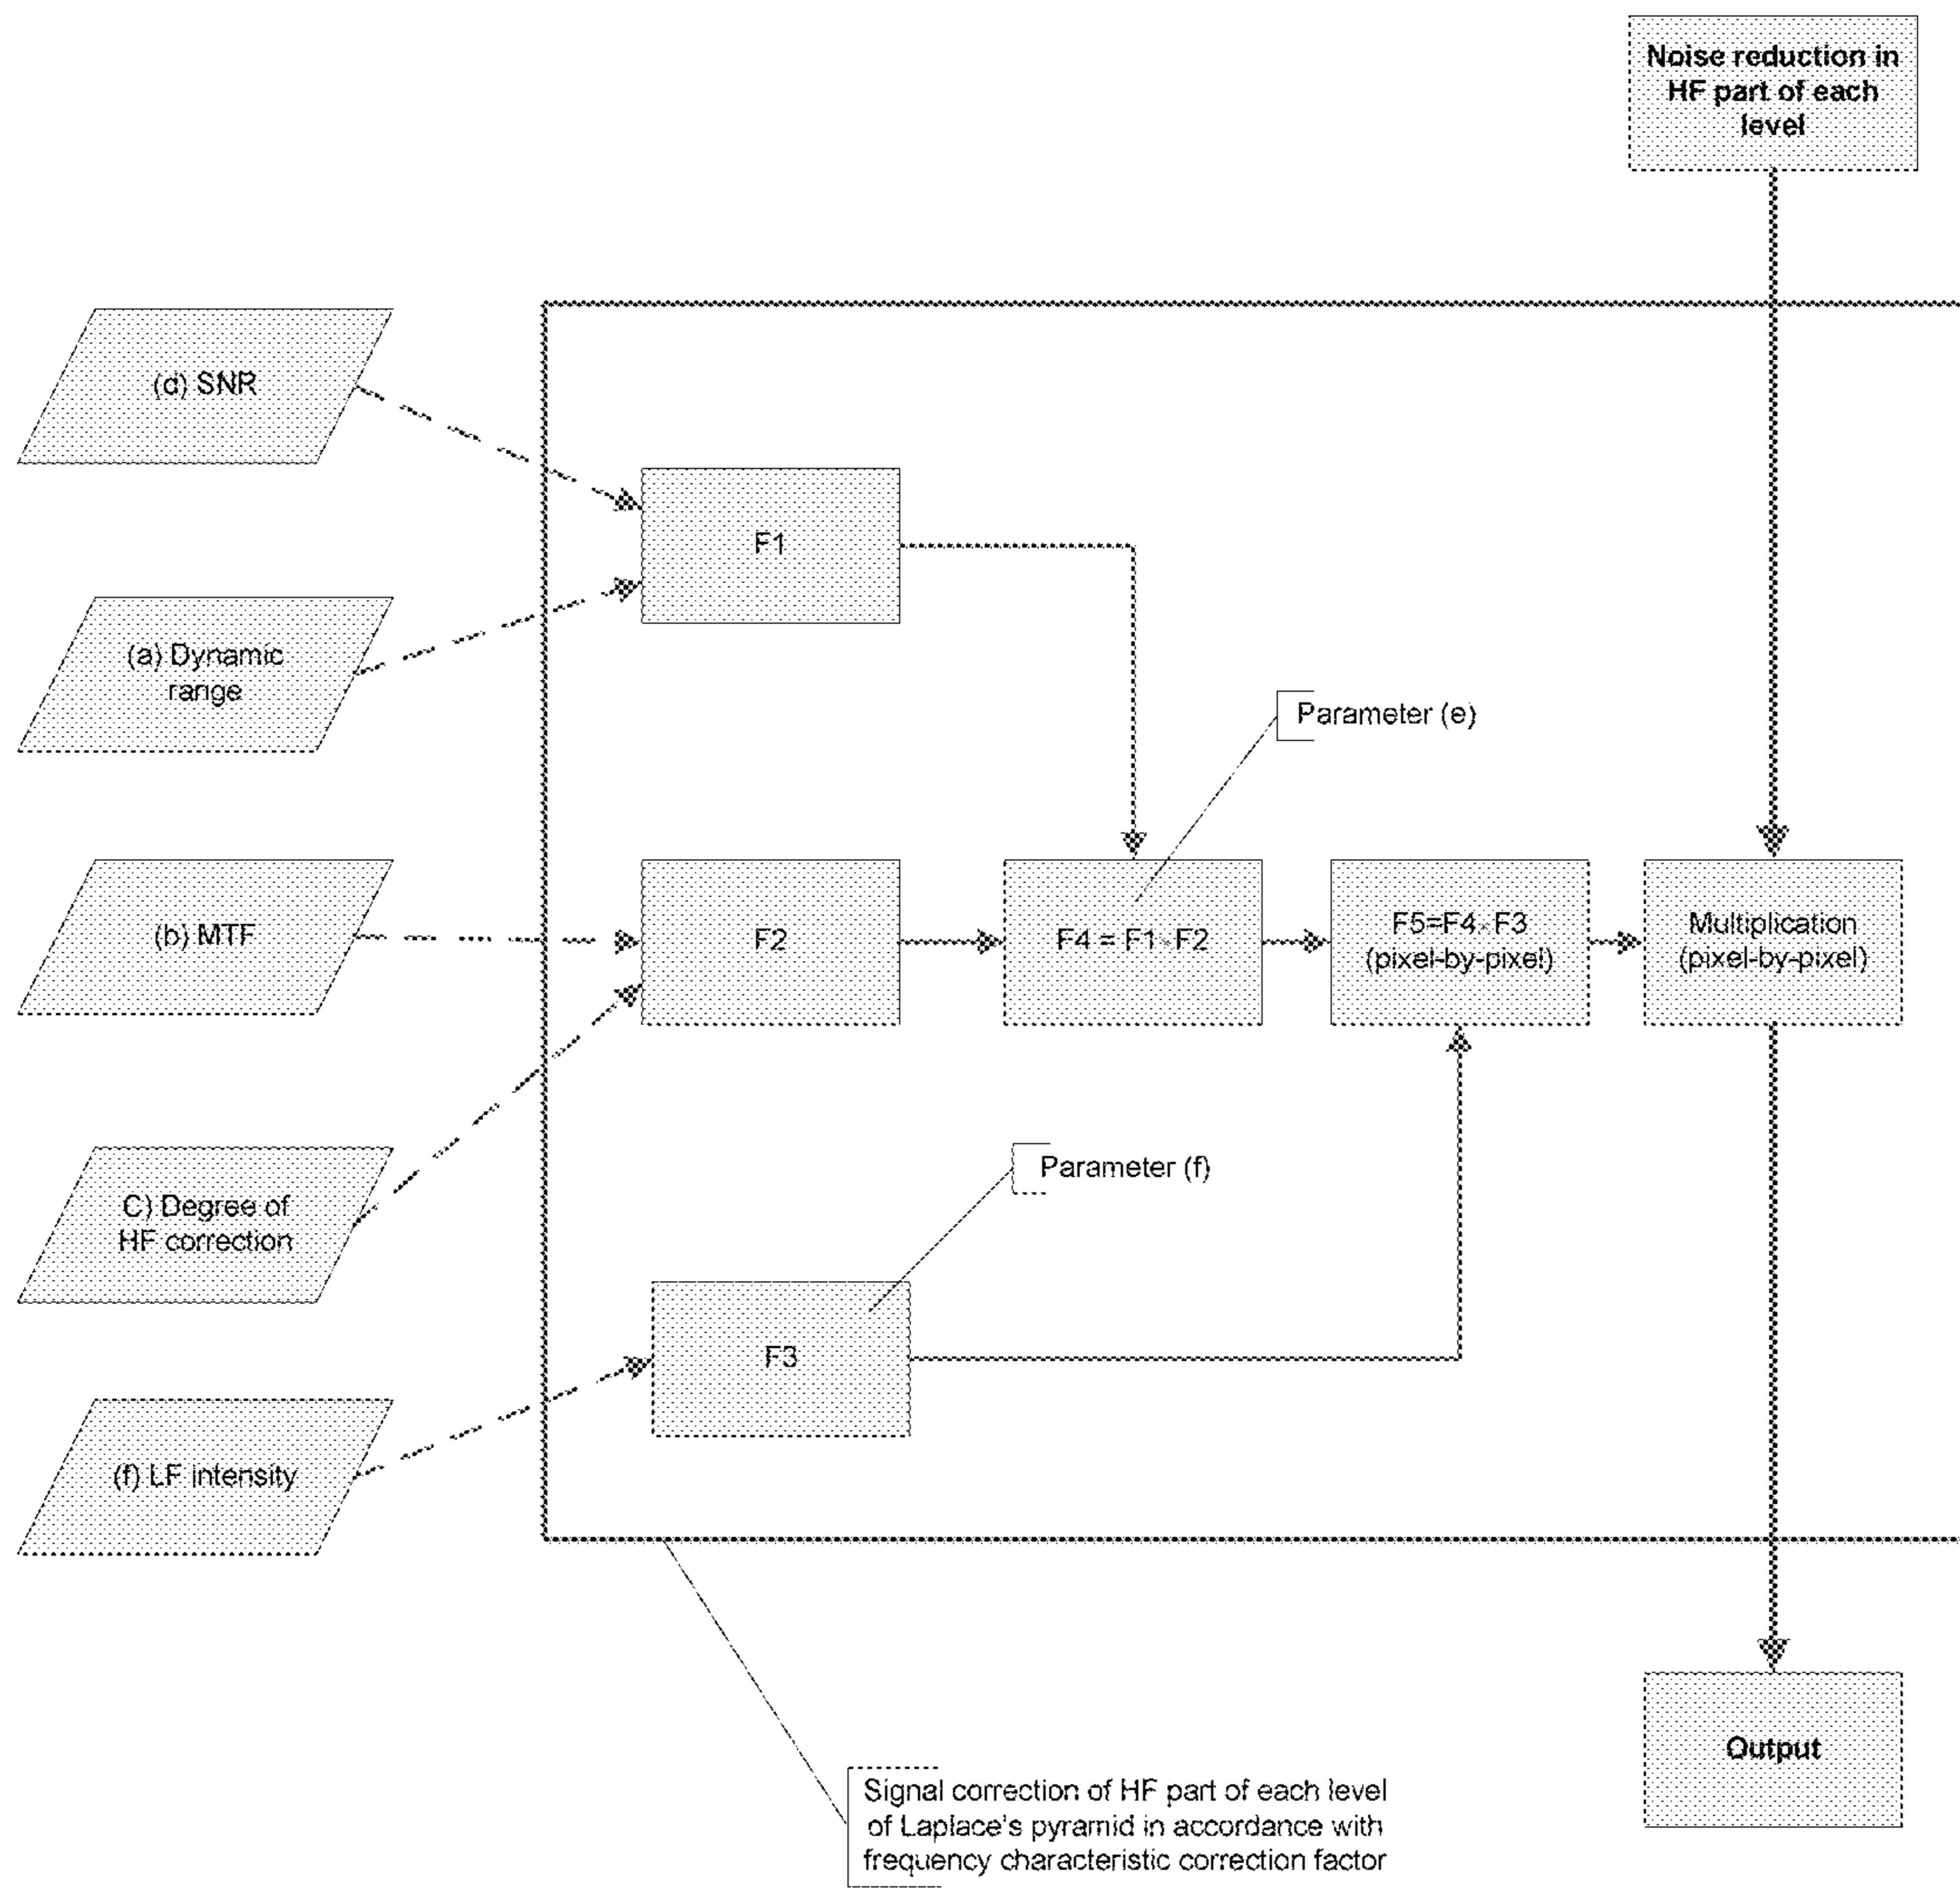 Noise reduction in
HF part of each
level
(d) SNR
F1
(a) Dynamic
range
Parameter (e)
(b) MTF
F2
F4 = F1×F2
F5=F4×F3
(pixel-by-pixel)
Multiplication
(pixel-by-pixel)
C) Degree of
HF correction
Parameter (f)
F3
(f) LF intensity
Output
Signal correction of HF part of each level
of Laplace's pyramid in accordance with
frequency characteristic correction factor